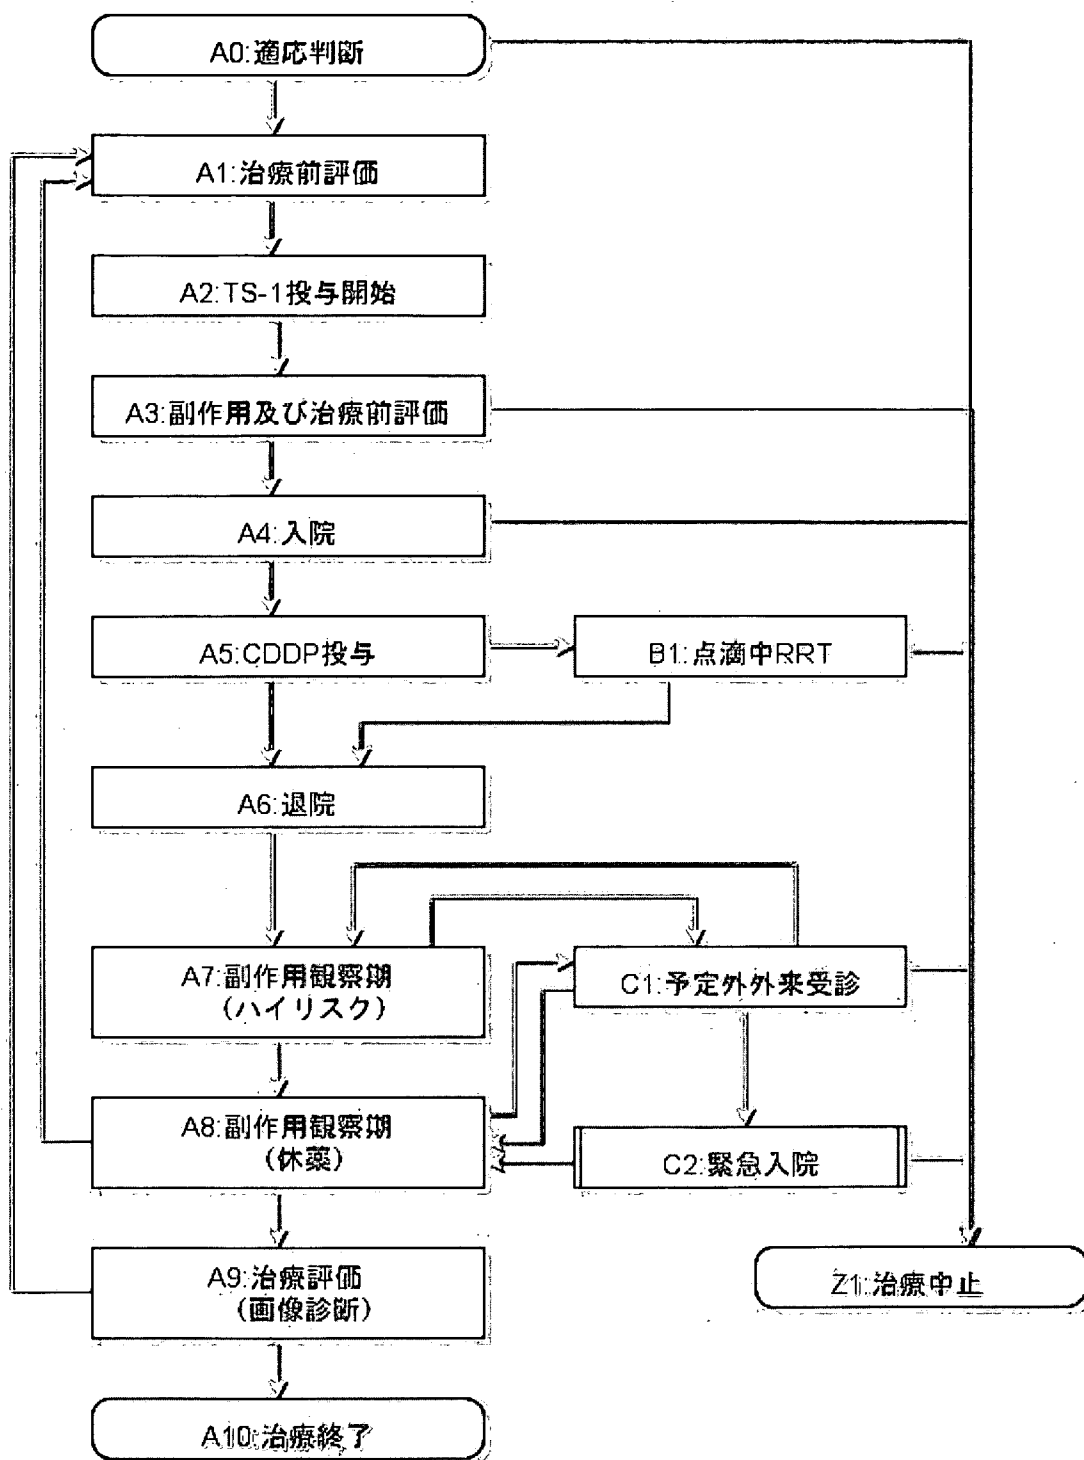 A0:適応判断
A1:治療前評価
A2:TS-1投与開始
A3:副作用及び治療前評価
A4:入院
A5:CDDP投与
B1:点滴中RRT
A6:退院
A7:副作用観察期
(ハイリスク)
C1:予定外外来受診
A8:副作用観察期
(休薬)
C2:緊急入院
A9:治療評価
(画像診断)
Z1:治療中止
A10:治療終了